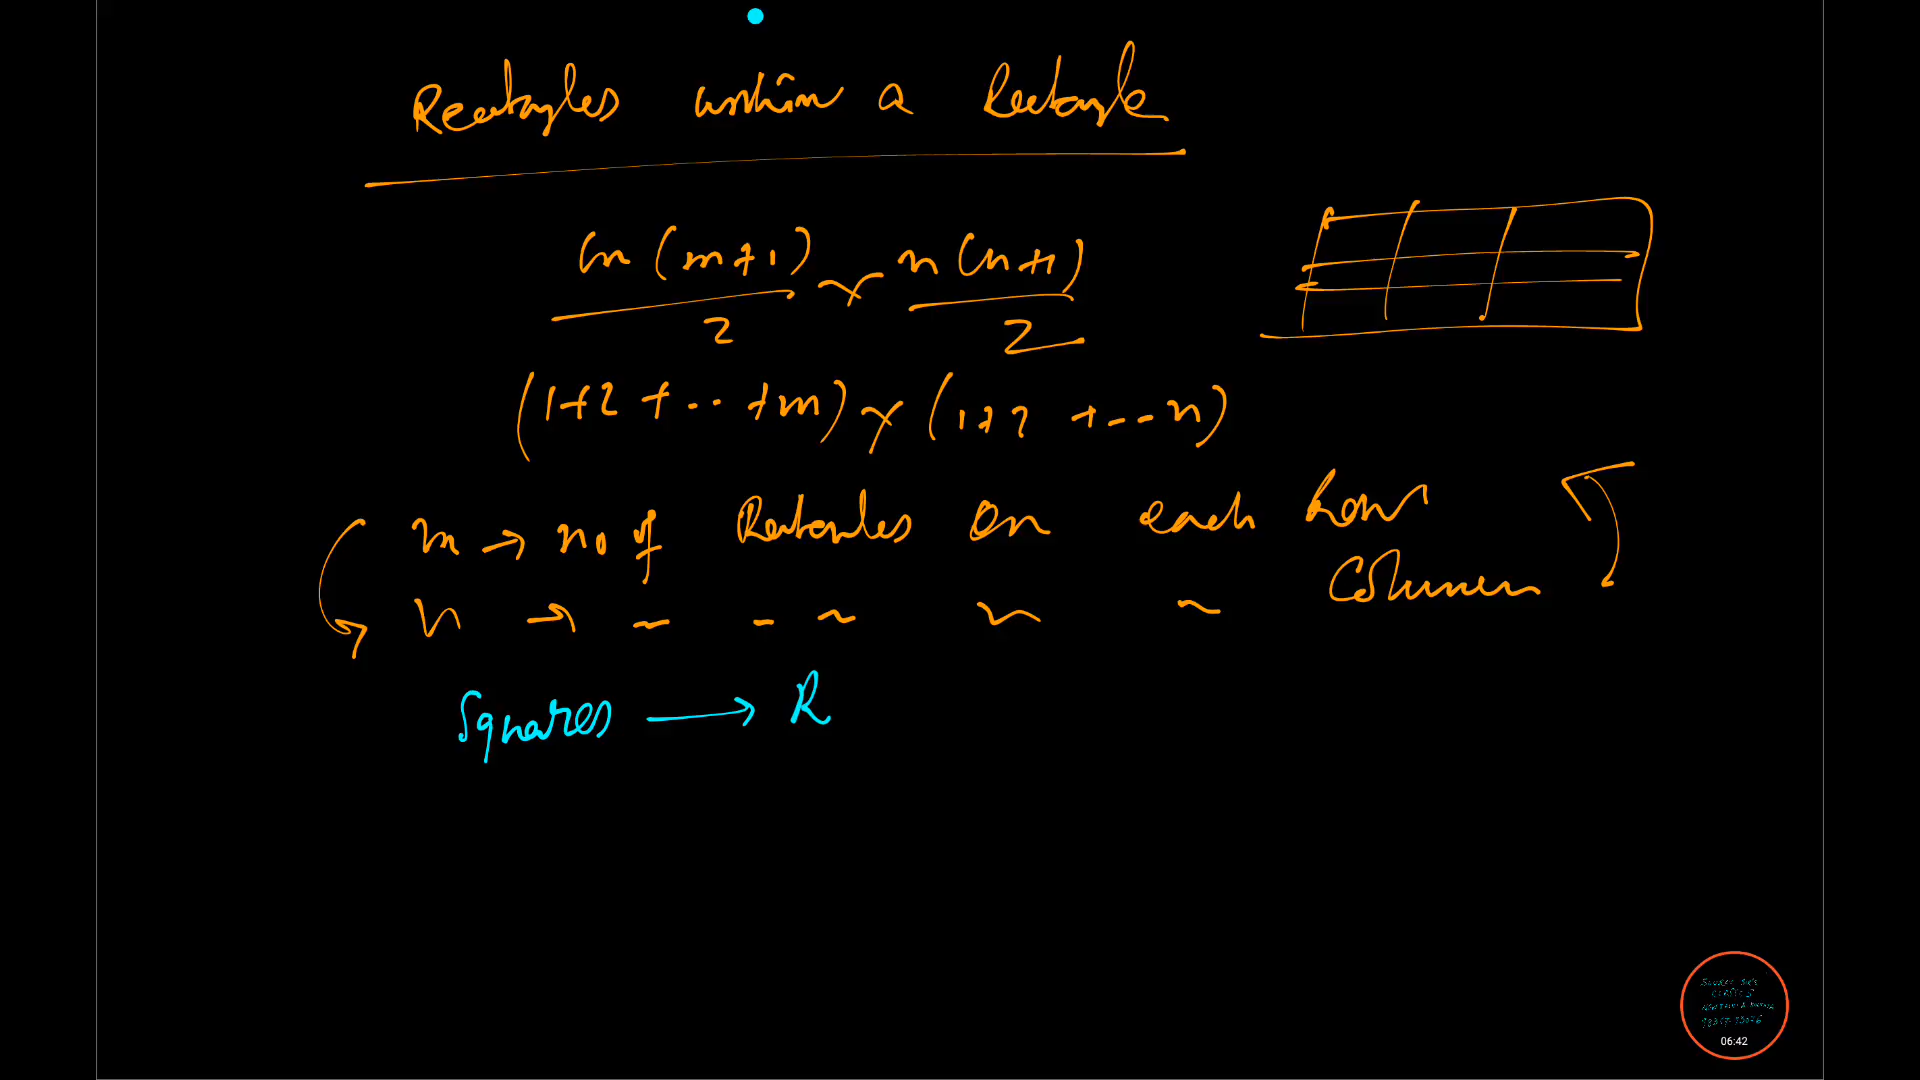 Rectangles within a Rectangle
m(m+1)/2 × n(n+1)/2
(1+2+..+m) × (1+2+--n)
m → no of Rectangles on each Row
n → ~ - ~ ~ ~ Column
Squares → R
06:42